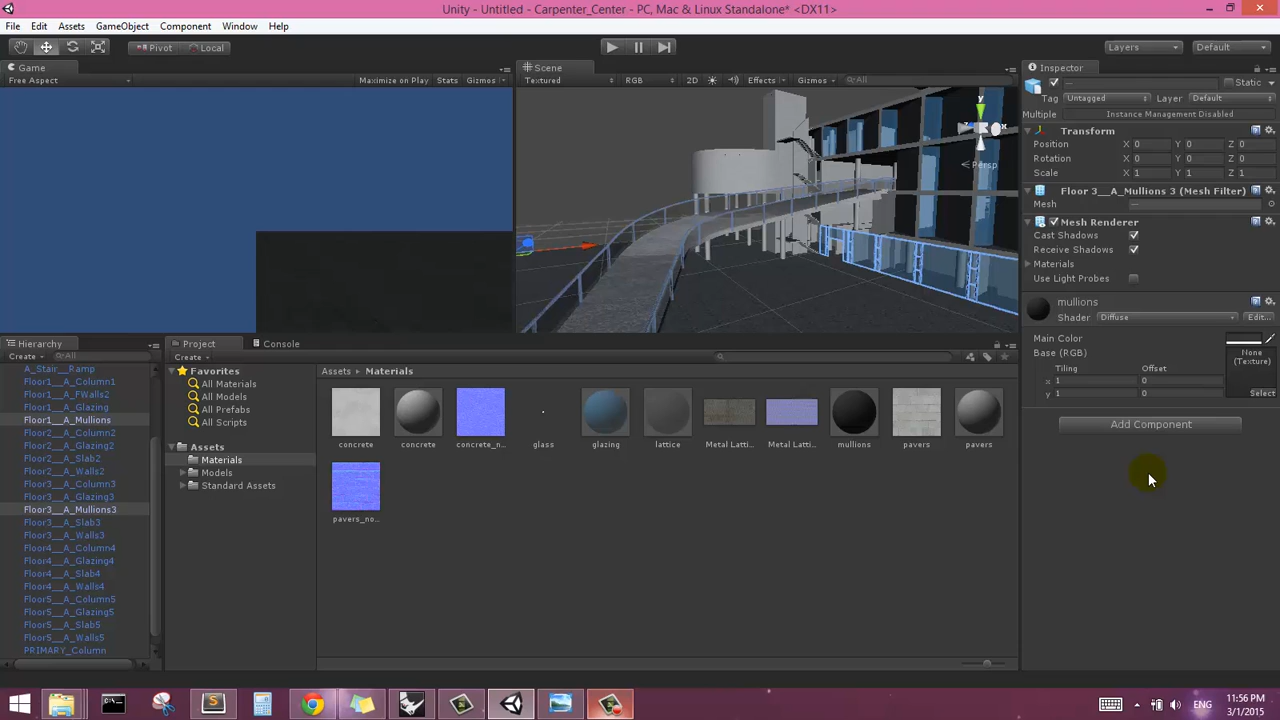 Unity - Untitled - Carpenter_Center - PC, Mac & Linux Standalone* <DX11>
File Edit Assets GameObject Component Window Help
Pivot Local Layers Default
Game Scene Inspector
Free Aspect Maximize on Play Stats Gizmos Textured RGB 2D Effects Gizmos All
Static
Tag Untagged Layer Default
Multiple Instance Management Disabled
Transform
Position X 0 Y 0 Z 0
Rotation X 0 Y 0 Z 0
Scale X 1 Y 1 Z 1
y
x
Persp
Floor 3___A_Mullions 3 (Mesh Filter)
Mesh —
Mesh Renderer
Cast Shadows
Receive Shadows
Materials
Use Light Probes
mullions
Shader Diffuse Edit...
Main Color
Base (RGB)
None
(Texture)
Tiling Offset
x 1 0
y 1 0
Select
Add Component
Hierarchy
Create All
A_Stair__Ramp
Floor1__A_Column1
Floor1__A_FWalls2
Floor1__A_Glazing
Floor1__A_Mullions
Floor2__A_Column2
Floor2__A_Glazing2
Floor2__A_Slab2
Floor2__A_Walls2
Floor3__A_Column3
Floor3__A_Glazing3
Floor3__A_Mullions3
Floor3__A_Slab3
Floor3__A_Walls3
Floor4__A_Column4
Floor4__A_Glazing4
Floor4__A_Slab4
Floor4__A_Walls4
Floor5__A_Column5
Floor5__A_Glazing5
Floor5__A_Slab5
Floor5__A_Walls5
PRIMARY_Column
Project Console
Create
Favorites
All Materials
All Models
All Prefabs
All Scripts
Assets
Materials
Models
Standard Assets
Assets Materials
concrete concrete concrete_n... glass glazing lattice Metal Latti... Metal Latti... mullions pavers pavers
pavers_no...
ENG
11:56 PM
3/1/2015